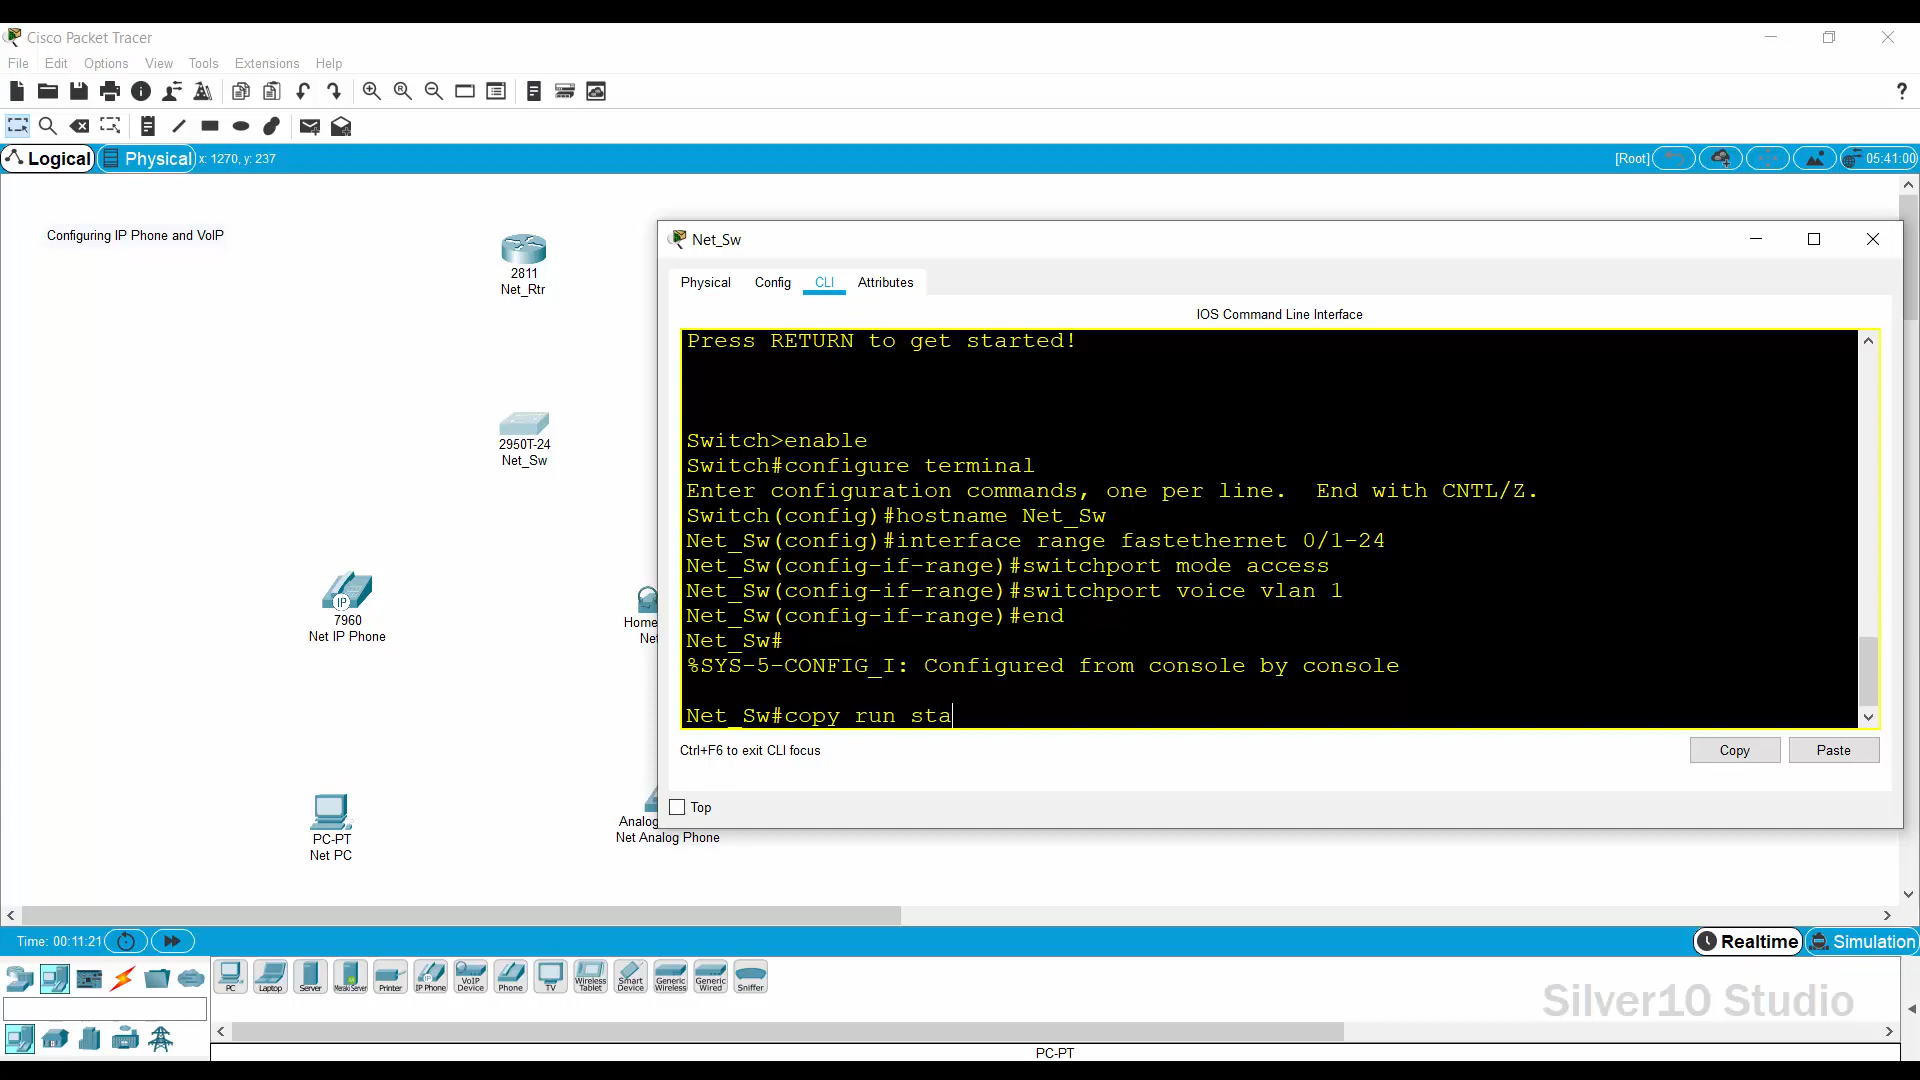 Cisco Packet Tracer
File Edit Options View Tools Extensions Help
?
Logical Physical x: 1270, y: 237 [Root] 05:41:00
Configuring IP Phone and VoIP
2811
Net_Rtr
2950T-24
Net_Sw
IP
7960
Net IP Phone
Home
Net
PC-PT
Net PC
Analog
Net Analog Phone
Net_Sw
Physical Config CLI Attributes
IOS Command Line Interface
Press RETURN to get started!
Switch>enable
Switch#configure terminal
Enter configuration commands, one per line. End with CNTL/Z.
Switch(config)#hostname Net_Sw
Net_Sw(config)#interface range fastethernet 0/1-24
Net_Sw(config-if-range)#switchport mode access
Net_Sw(config-if-range)#switchport voice vlan 1
Net_Sw(config-if-range)#end
Net_Sw#
%SYS-5-CONFIG_I: Configured from console by console
Net_Sw#copy run sta
Ctrl+F6 to exit CLI focus
Copy Paste
Top
Time: 00:11:21
Realtime Simulation
PC Laptop Server Meraki Server Printer IP Phone VoIP Device Phone TV Wireless Tablet Smart Device Generic Wireless Generic Wired Sniffer
Silver10 Studio
PC-PT